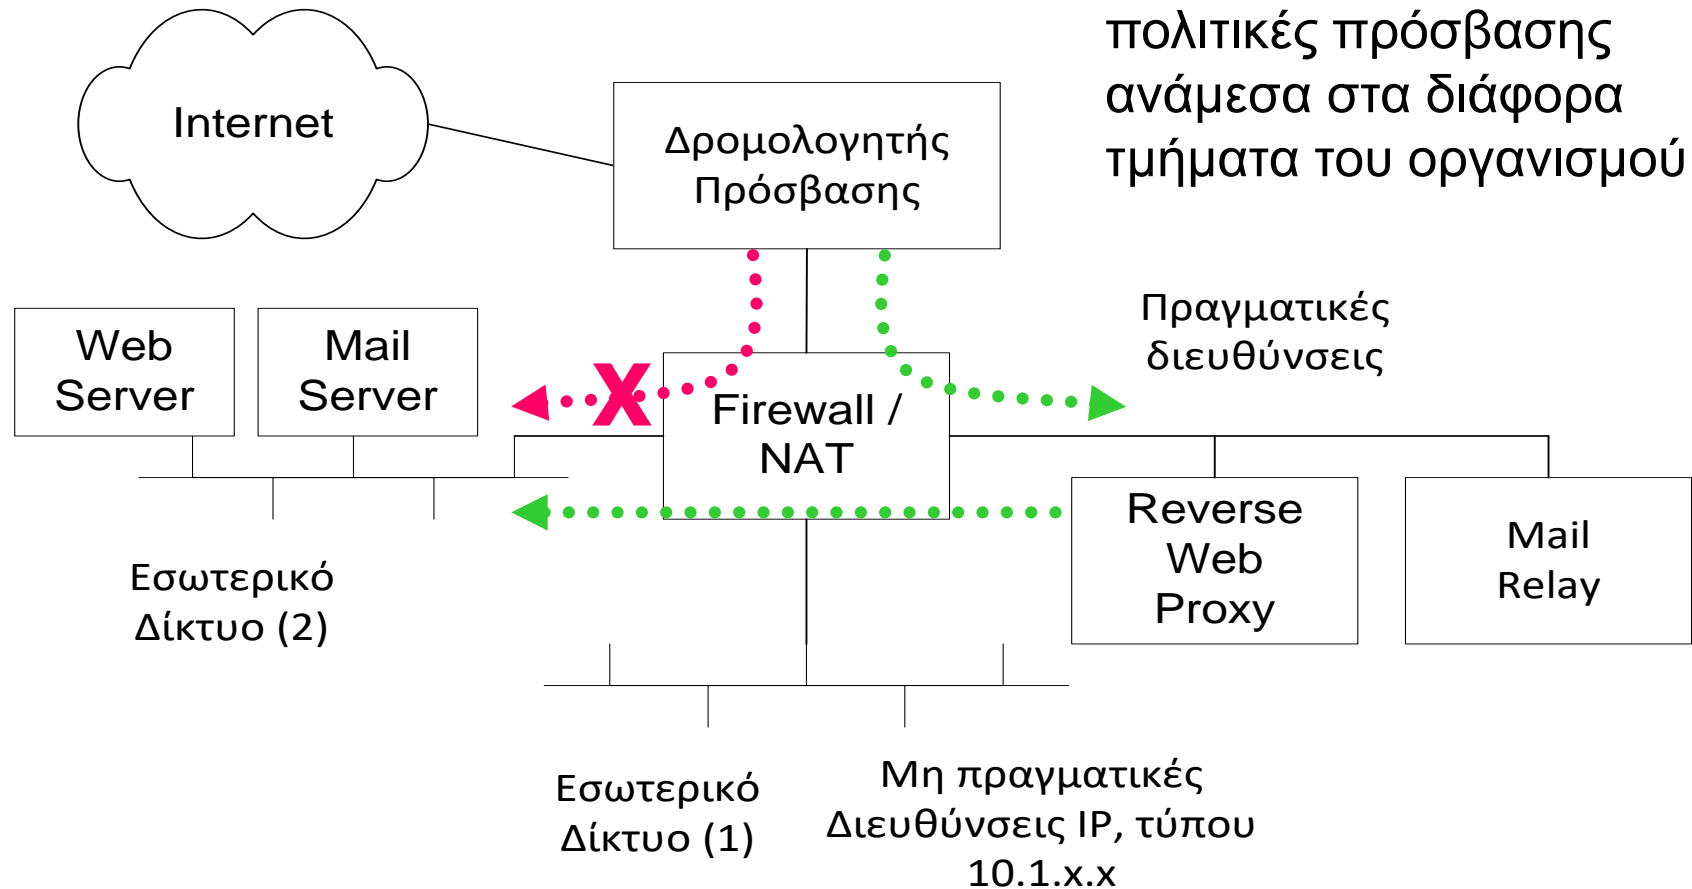 πολιτικές πρόσβασης
ανάμεσα στα διάφορα
τμήματα του οργανισμού
Internet
Δρομολογητής
Πρόσβασης
Πραγματικές
διευθύνσεις
Web
Server
Mail
Server
X
Firewall /
NAT
Reverse
Web
Proxy
Mail
Relay
Εσωτερικό
Δίκτυο (2)
Εσωτερικό
Δίκτυο (1)
Μη πραγματικές
Διευθύνσεις IP, τύπου
10.1.x.x